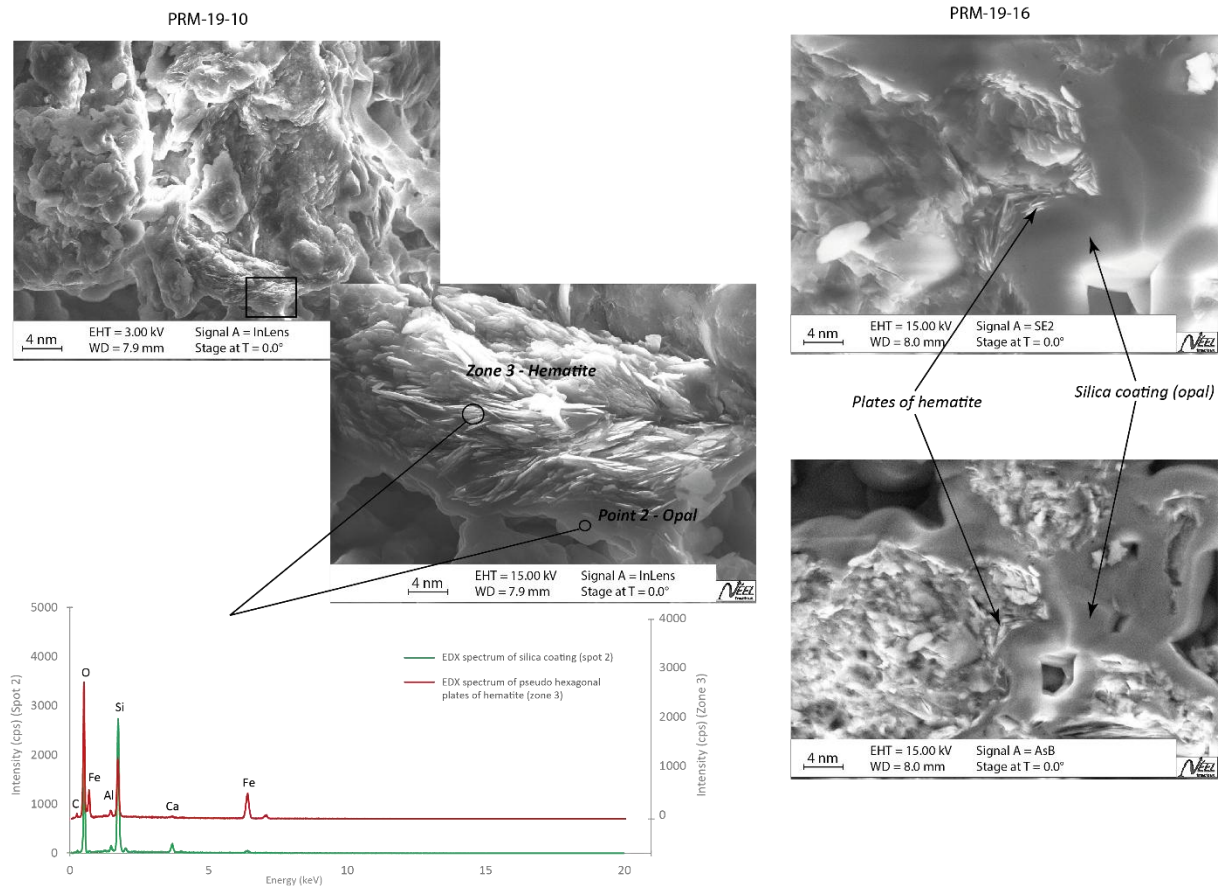 PRM-19-10
PRM-19-16
4 nm
EHT = 3.00 kV
WD = 7.9 mm
Signal A = InLens
Stage at T = 0.0°
4 nm
EHT = 15.00 kV
WD = 8.0 mm
Signal A = SE2
Stage at T = 0.0°
NÉEL
Zone 3 - Hematite
Point 2 - Opal
4 nm
EHT = 15.00 kV
WD = 7.9 mm
Signal A = InLens
Stage at T = 0.0°
NÉEL
Plates of hematite
Silica coating (opal)
4 nm
EHT = 15.00 kV
WD = 8.0 mm
Signal A = AsB
Stage at T = 0.0°
NÉEL
5000
4000
3000
2000
1000
0
Intensity (cps) (Spot 2)
4000
3000
2000
1000
0
Intensity (cps) (Zone 3)
EDX spectrum of silica coating (spot 2)
EDX spectrum of pseudo hexagonal
plates of hematite (zone 3)
C
O
Fe
Al
Si
Ca
Fe
0
5
10
15
20
Energy (keV)